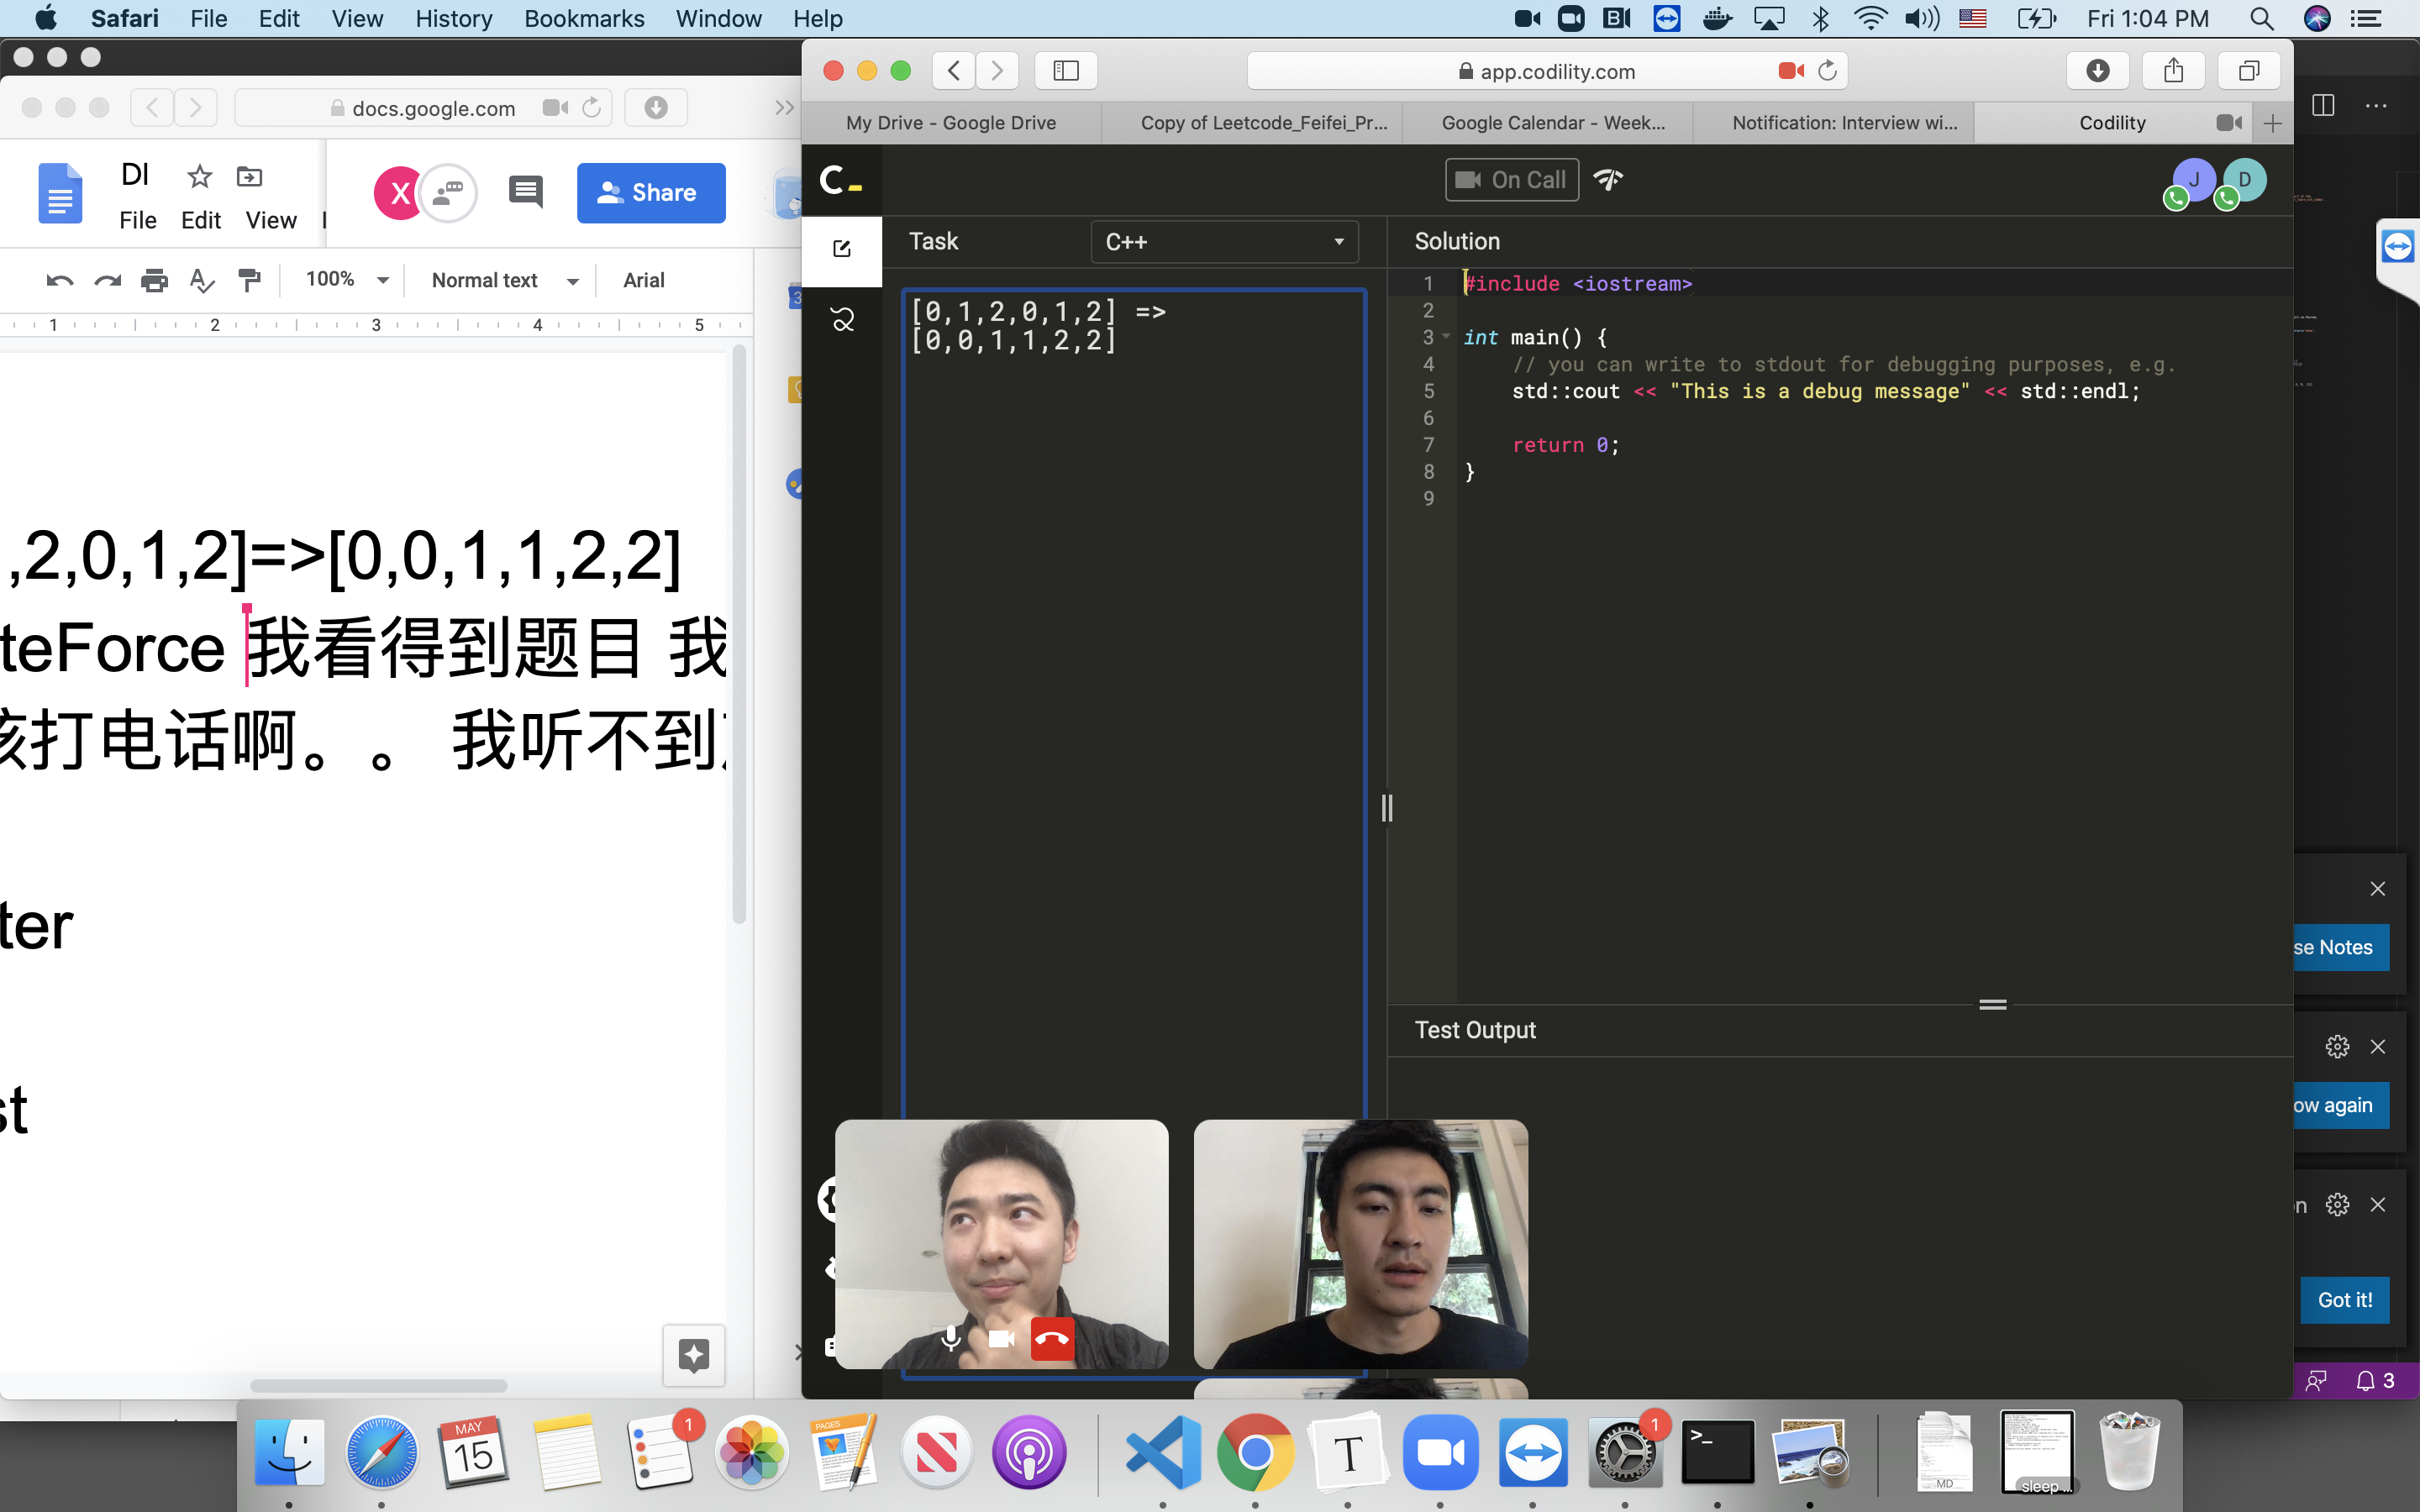 Safari File Edit View History Bookmarks Window Help Fri 1:04 PM
docs.google.com
app.codility.com
My Drive - Google Drive
Copy of Leetcode_Feifei_Pr...
Google Calendar - Week...
Notification: Interview wi...
Codility
DI
X
Share
File Edit View
C_
On Call
J D
100% Normal text Arial
1 2 3 4 5
,2,0,1,2]=>[0,0,1,1,2,2]
teForce 我看得到题目 我
该打电话啊。。 我听不到
ter
st
Task
C++
[0,1,2,0,1,2] =>
[0,0,1,1,2,2]
Solution
1 #include <iostream>
2
3 int main() {
4 // you can write to stdout for debugging purposes, e.g.
5 std::cout << "This is a debug message" << std::endl;
6
7 return 0;
8 }
9
Test Output
se Notes
ow again
n
Got it!
3
MAY
15
1
PAGES
T
1
>_
MD
sleep ...